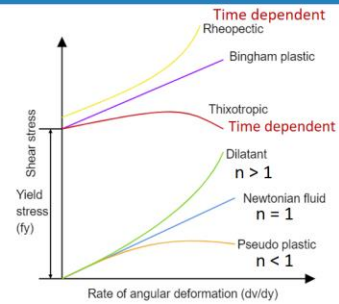 Time dependent
Rheopectic
Bingham plastic
Thixotropic
Time dependent
Dilatant
n > 1
Newtonian fluid
n = 1
Pseudo plastic
n < 1
Shear stress
Yield
stress
(fy)
Rate of angular deformation (dv/dy)